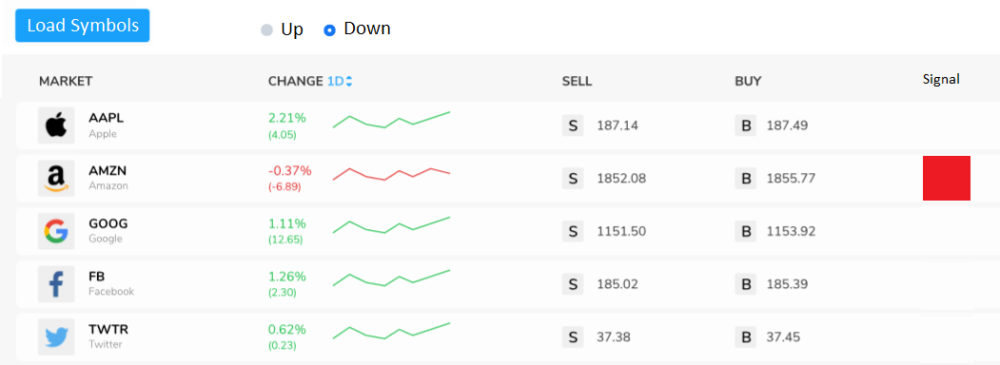 Load Symbols Up Down
MARKET CHANGE 1D SELL BUY Signal
AAPL 2.21% S 187.14 B 187.49
Apple (4.05)
AMZN -0.37% S 1852.08 B 1855.77
Amazon (-6.89)
GOOG 1.11% S 1151.50 B 1153.92
Google (12.65)
FB 1.26% S 185.02 B 185.39
Facebook (2.30)
TWTR 0.62% S 37.38 B 37.45
Twitter (0.23)